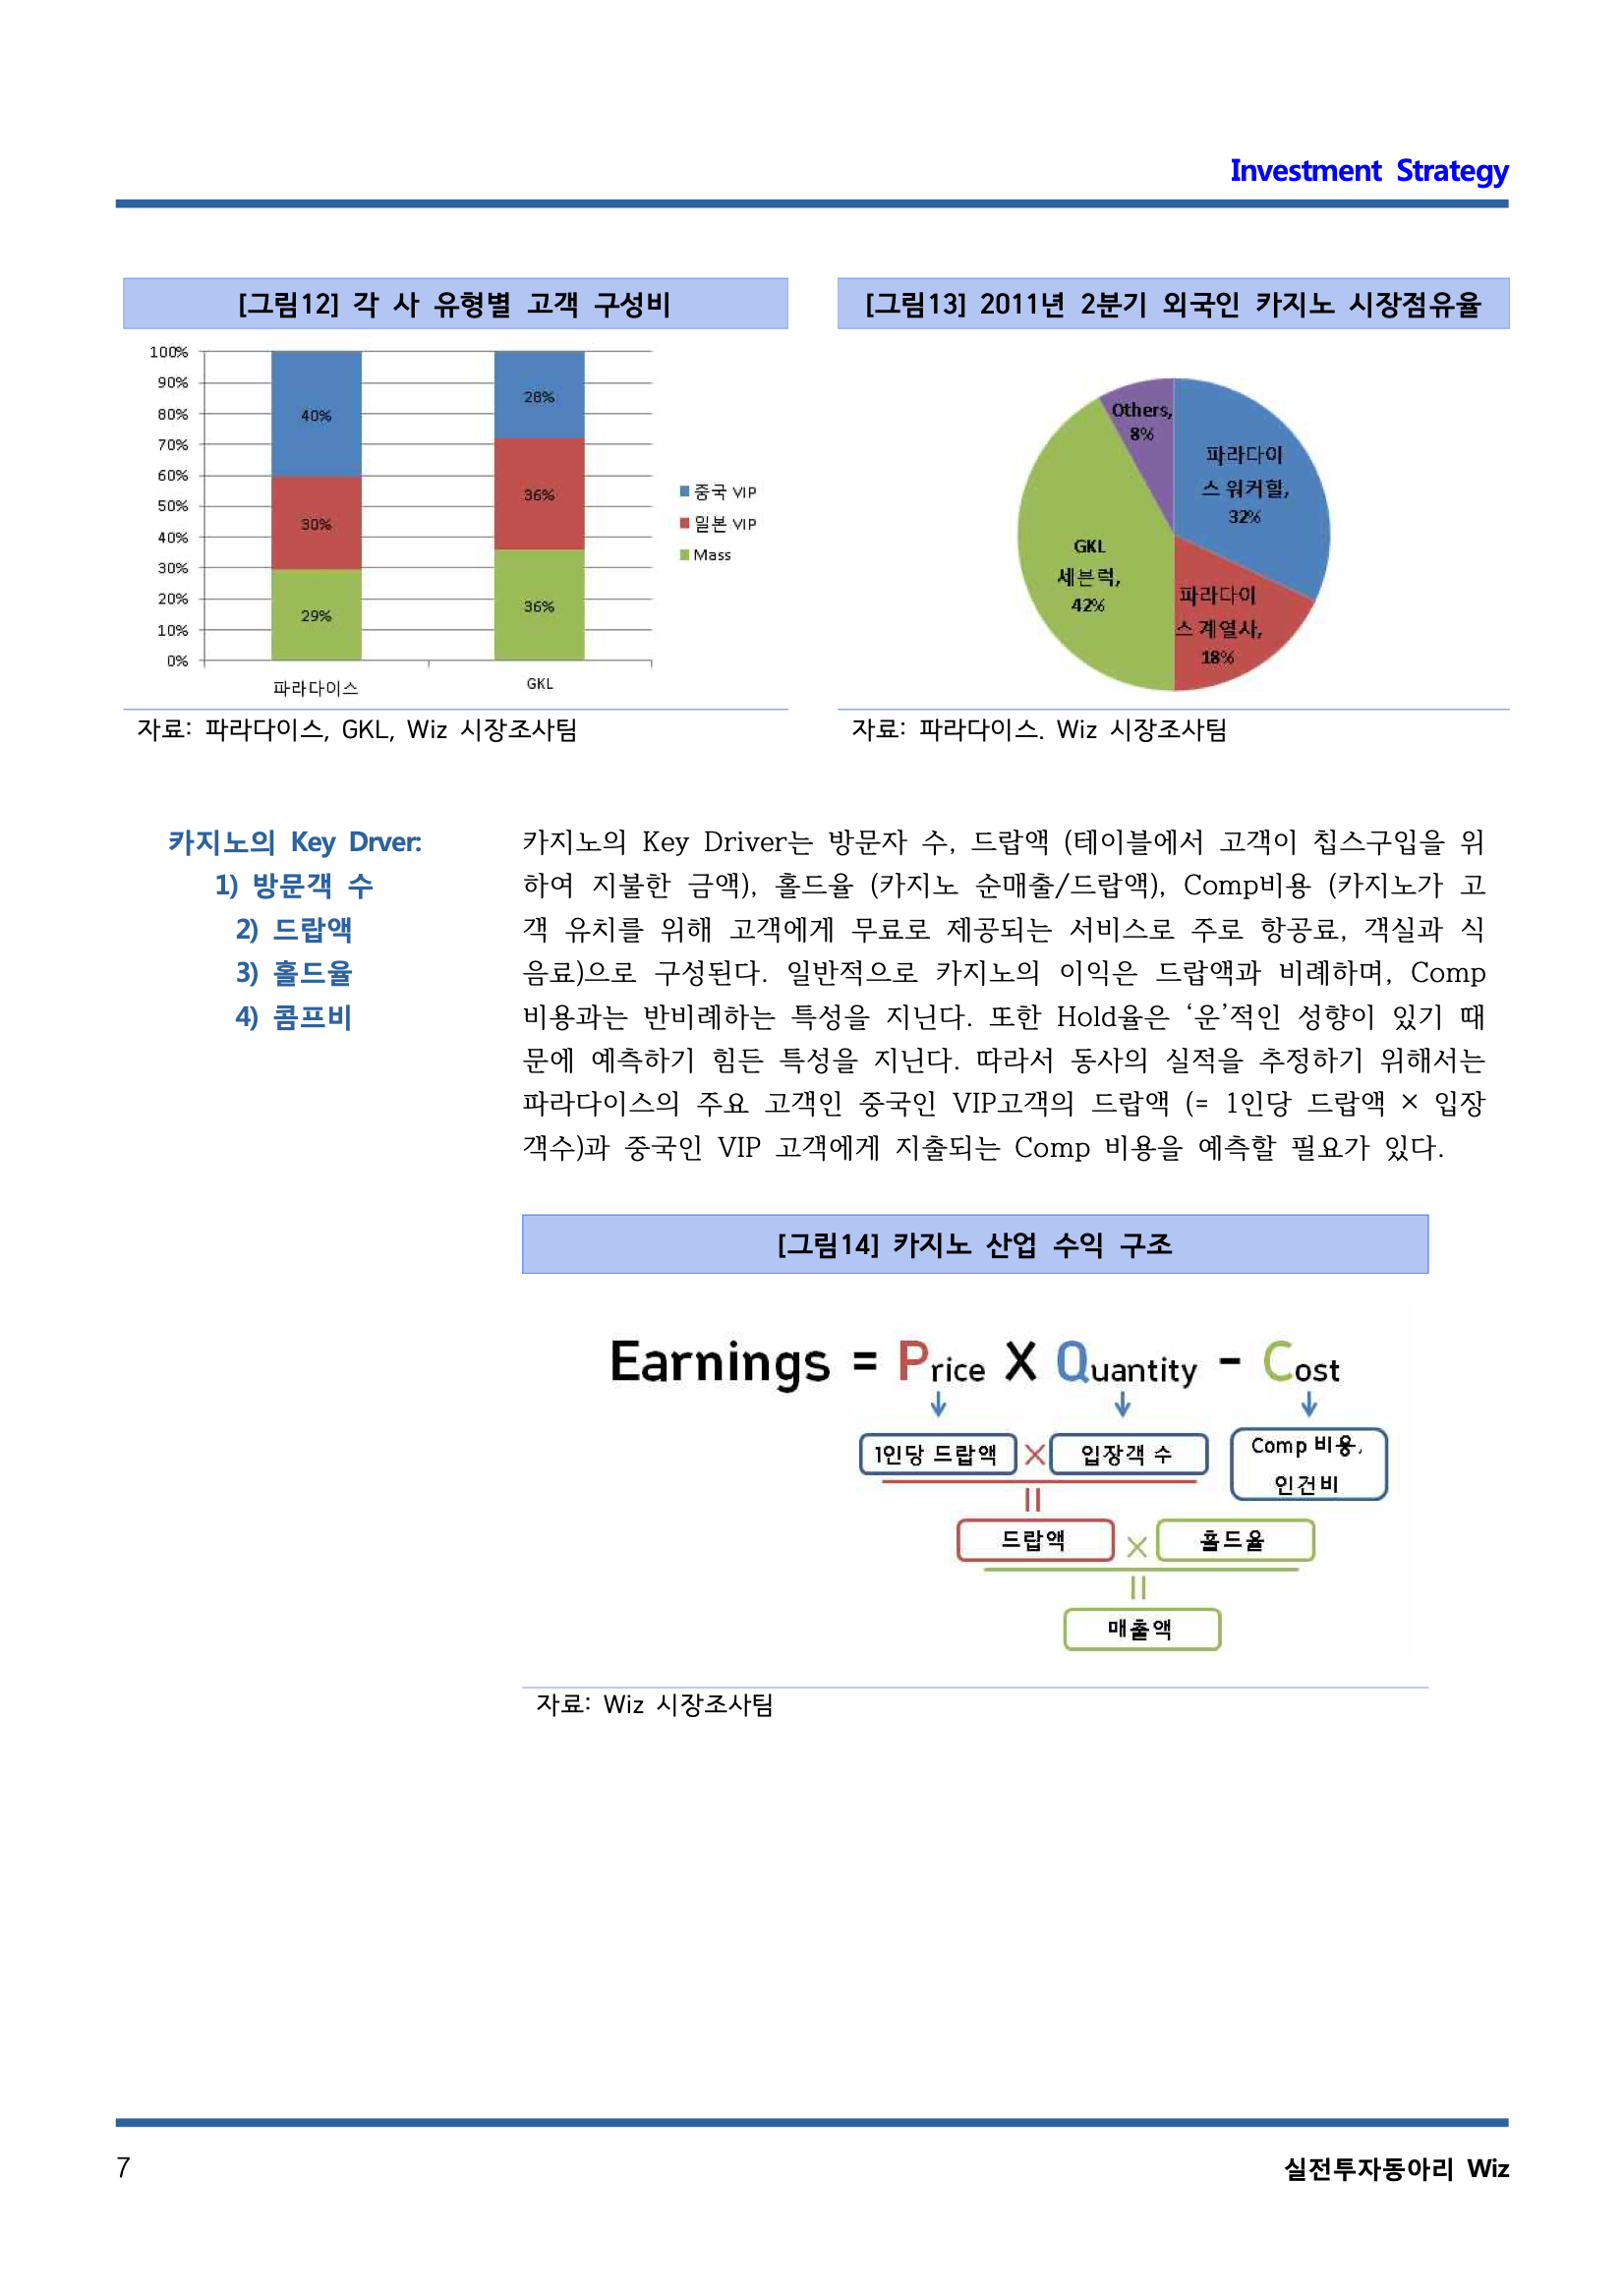 Investment Strategy
[그림12] 각 사 유형별 고객 구성비
100%
90%
80%
70%
60%
50%
40%
30%
20%
10%
0%
40%
30%
29%
28%
36%
36%
파라다이스
GKL
중국 VIP
일본 VIP
Mass
자료: 파라다이스, GKL, Wiz 시장조사팀
[그림13] 2011년 2분기 외국인 카지노 시장점유율
Others,
8%
파라다이
스 워커힐,
32%
GKL
세븐럭,
42%
파라다이
스 계열사,
18%
자료: 파라다이스. Wiz 시장조사팀
카지노의 Key Drver:
1) 방문객 수
2) 드랍액
3) 홀드율
4) 콤프비
카지노의 Key Driver는 방문자 수, 드랍액 (테이블에서 고객이 칩스구입을 위
하여 지불한 금액), 홀드율 (카지노 순매출/드랍액), Comp비용 (카지노가 고
객 유치를 위해 고객에게 무료로 제공되는 서비스로 주로 항공료, 객실과 식
음료)으로 구성된다. 일반적으로 카지노의 이익은 드랍액과 비례하며, Comp
비용과는 반비례하는 특성을 지닌다. 또한 Hold율은 ‘운’적인 성향이 있기 때
문에 예측하기 힘든 특성을 지닌다. 따라서 동사의 실적을 추정하기 위해서는
파라다이스의 주요 고객인 중국인 VIP고객의 드랍액 (= 1인당 드랍액 × 입장
객수)과 중국인 VIP 고객에게 지출되는 Comp 비용을 예측할 필요가 있다.
[그림14] 카지노 산업 수익 구조
Earnings = Price X Quantity - Cost
1인당 드랍액 × 입장객 수
Comp 비용,
인건비
=
드랍액 × 홀드율
=
매출액
자료: Wiz 시장조사팀
7
실전투자동아리 Wiz